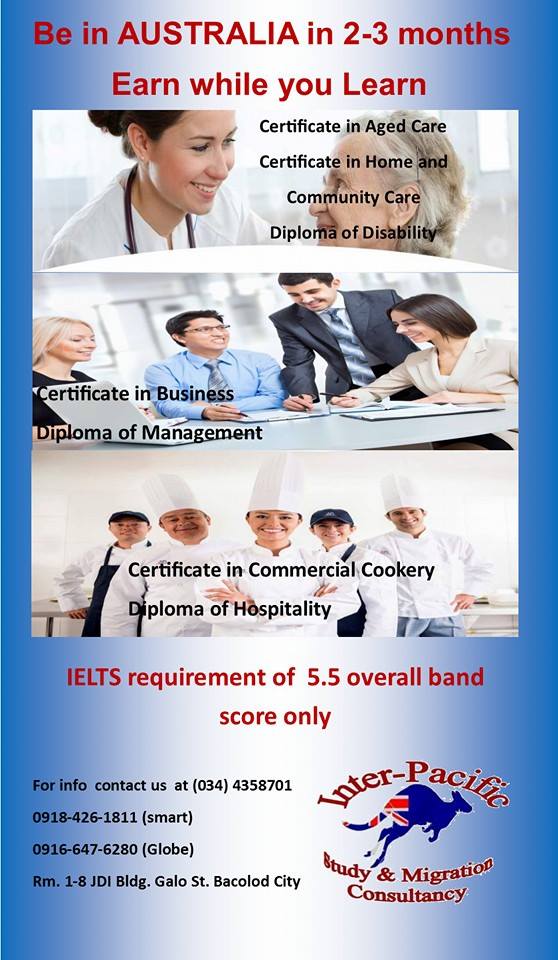 Be in AUSTRALIA in 2-3 months
Earn while you Learn
Certificate in Aged Care
Certificate in Home and
Community Care
Diploma of Disability
Certificate in Business
Diploma of Management
Certificate in Commercial Cookery
Diploma of Hospitality
IELTS requirement of 5.5 overall band
score only
For info contact us at (034) 4358701
0918-426-1811 (smart)
0916-647-6280 (Globe)
Rm. 1-8 JDI Bldg. Galo St. Bacolod City
Inter-Pacific
Study & Migration
Consultancy